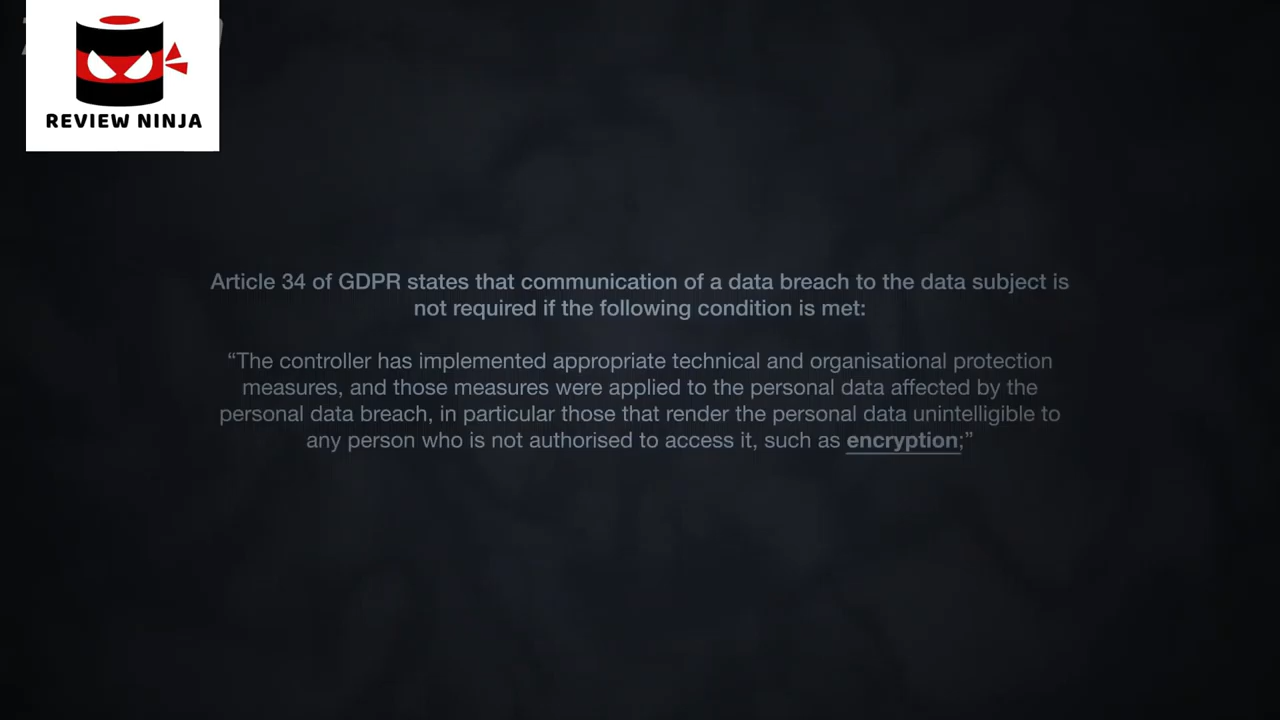 REVIEW NINJA
Article 34 of GDPR states that communication of a data breach to the data subject is
not required if the following condition is met:
“The controller has implemented appropriate technical and organisational protection
measures, and those measures were applied to the personal data affected by the
personal data breach, in particular those that render the personal data unintelligible to
any person who is not authorised to access it, such as encryption;”